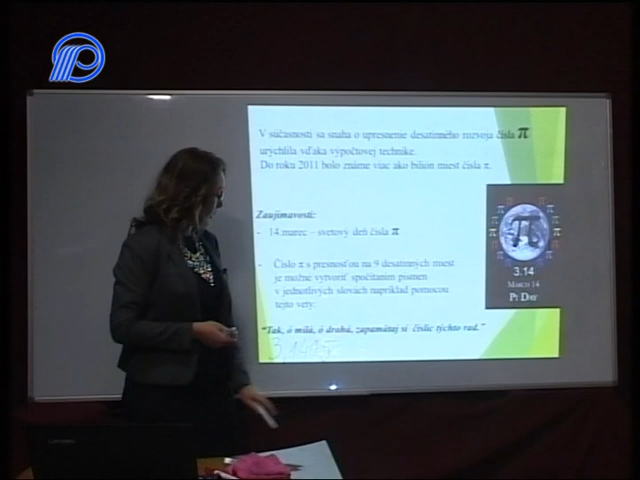 V súčasnosti sa snaha o upresnenie desatinného rozvoja čísla π
urýchlila vďaka výpočtovej technike.
Do roku 2011 bolo známe viac ako bilión miest čísla π.
Zaujímavosti:
- 14.marec – svetový deň čísla π
- Číslo π s presnosťou na 9 desatinných miest
je možné vytvoriť spočítaním písmen
v jednotlivých slovách napríklad pomocou
tejto vety:
"Tak, ó milá, ó drahá, zapamätaj si číslic týchto rad."
3,1415
π
3.14
MARCH 14
PI DAY